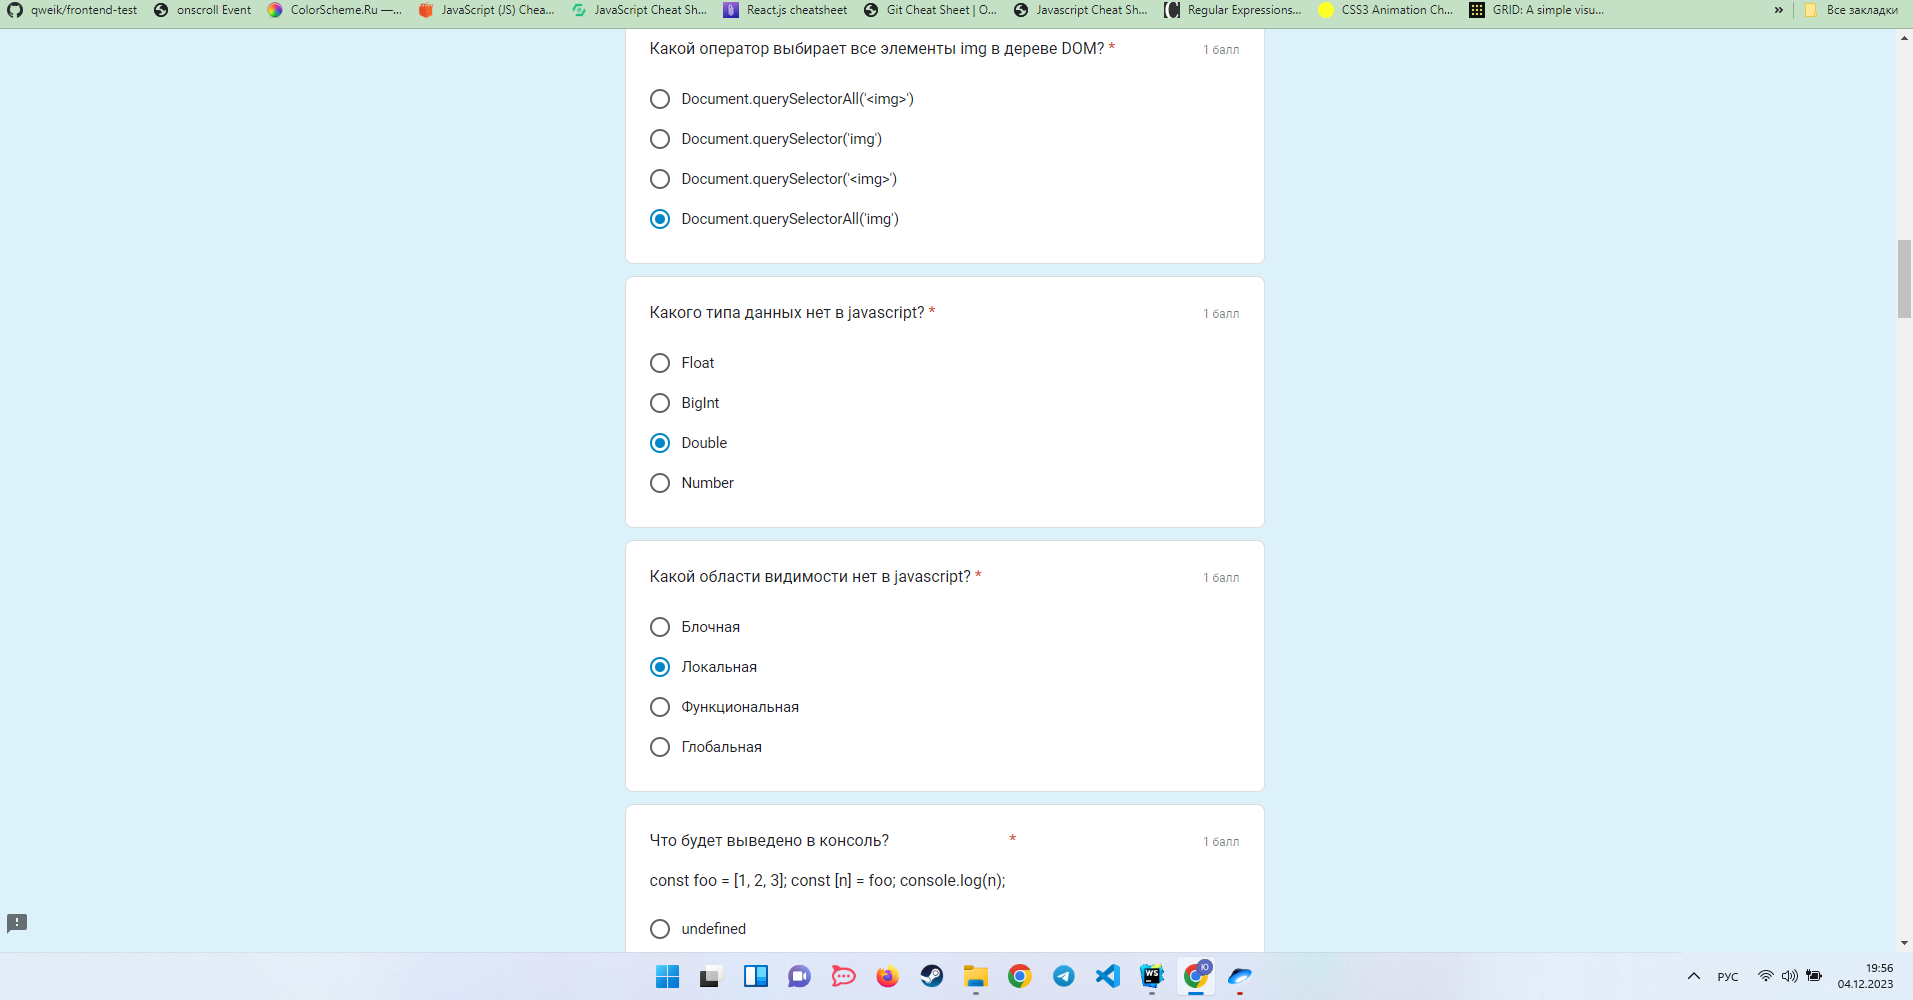 qweik/frontend-test onscroll Event ColorScheme.Ru —... JavaScript (JS) Chea... JavaScript Cheat Sh... React.js cheatsheet Git Cheat Sheet | O... Javascript Cheat Sh... Regular Expressions... CSS3 Animation Ch... GRID: A simple visu... » Все закладки
Какой оператор выбирает все элементы img в дереве DOM? * 1 балл
Document.querySelectorAll('<img>')
Document.querySelector('img')
Document.querySelector('<img>')
Document.querySelectorAll('img')
Какого типа данных нет в javascript? * 1 балл
Float
BigInt
Double
Number
Какой области видимости нет в javascript? * 1 балл
Блочная
Локальная
Функциональная
Глобальная
Что будет выведено в консоль? * 1 балл
const foo = [1, 2, 3]; const [n] = foo; console.log(n);
undefined
WS Ю РУС 19:56
04.12.2023